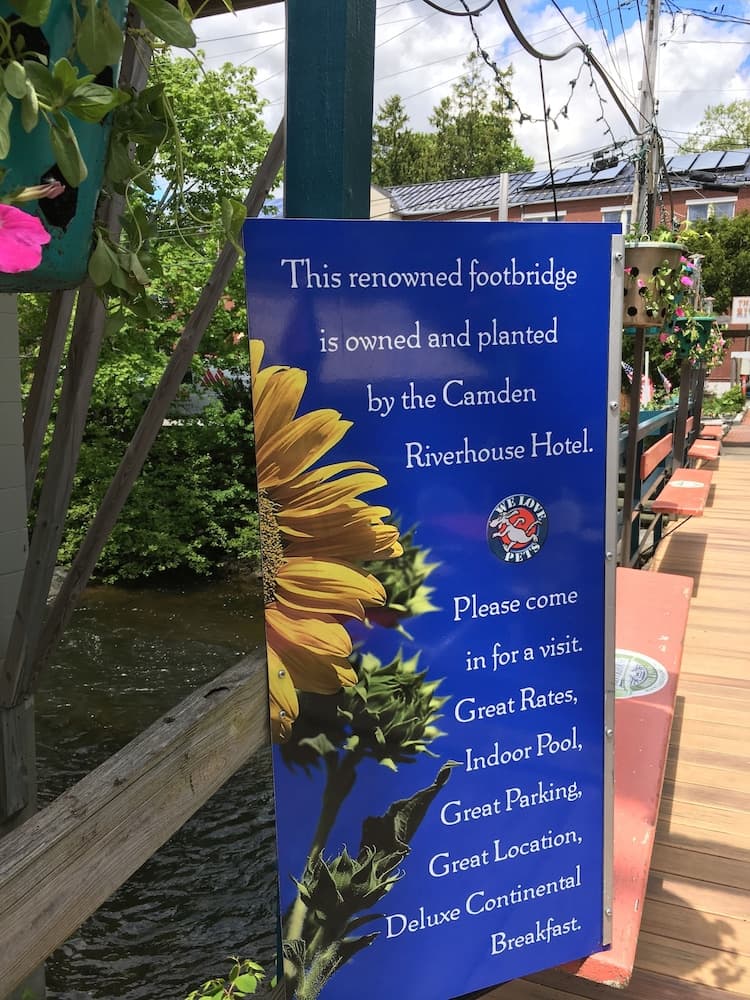 This renowned footbridge
is owned and planted
by the Camden
Riverhouse Hotel.
WE LOVE
PETS
Please come
in for a visit.
Great Rates,
Indoor Pool,
Great Parking,
Great Location,
Deluxe Continental
Breakfast.